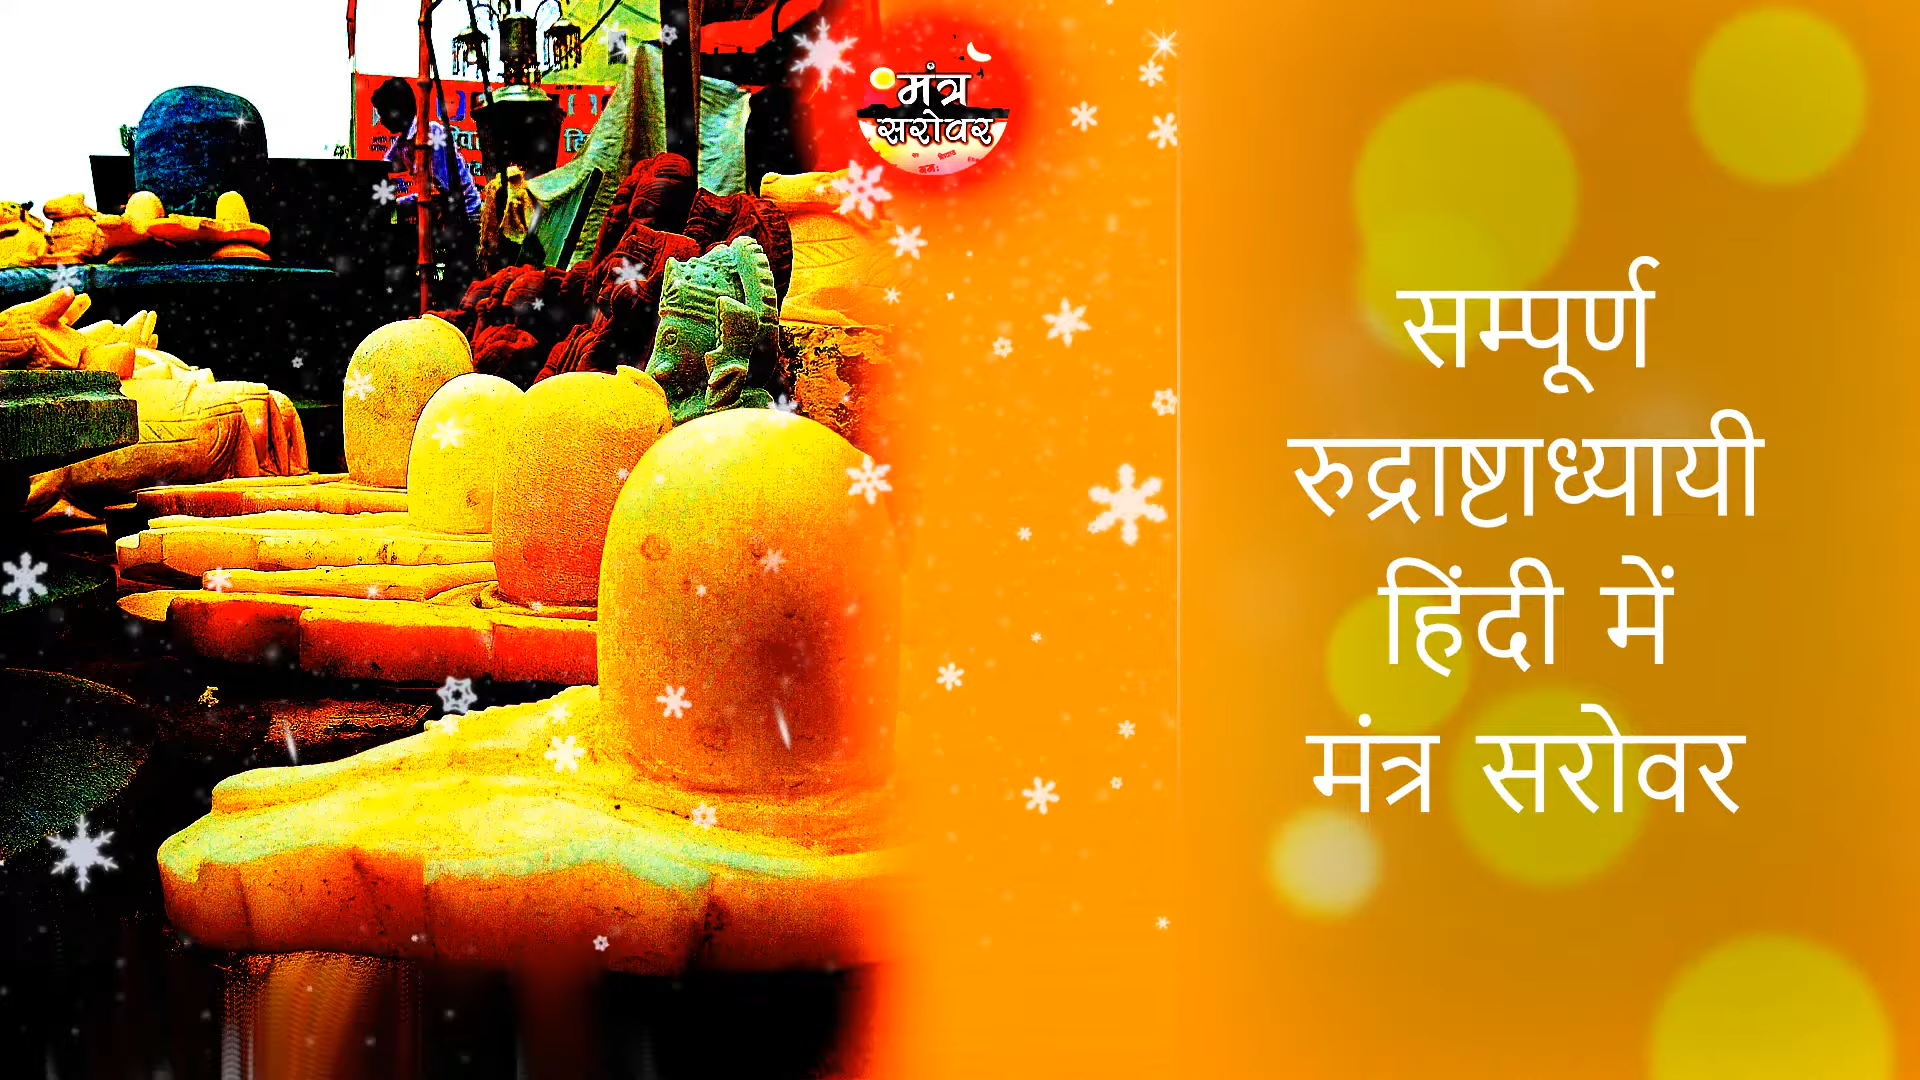 मंत्र
सरोवर
सम्पूर्ण
रुद्राष्टाध्यायी
हिंदी में
मंत्र सरोवर